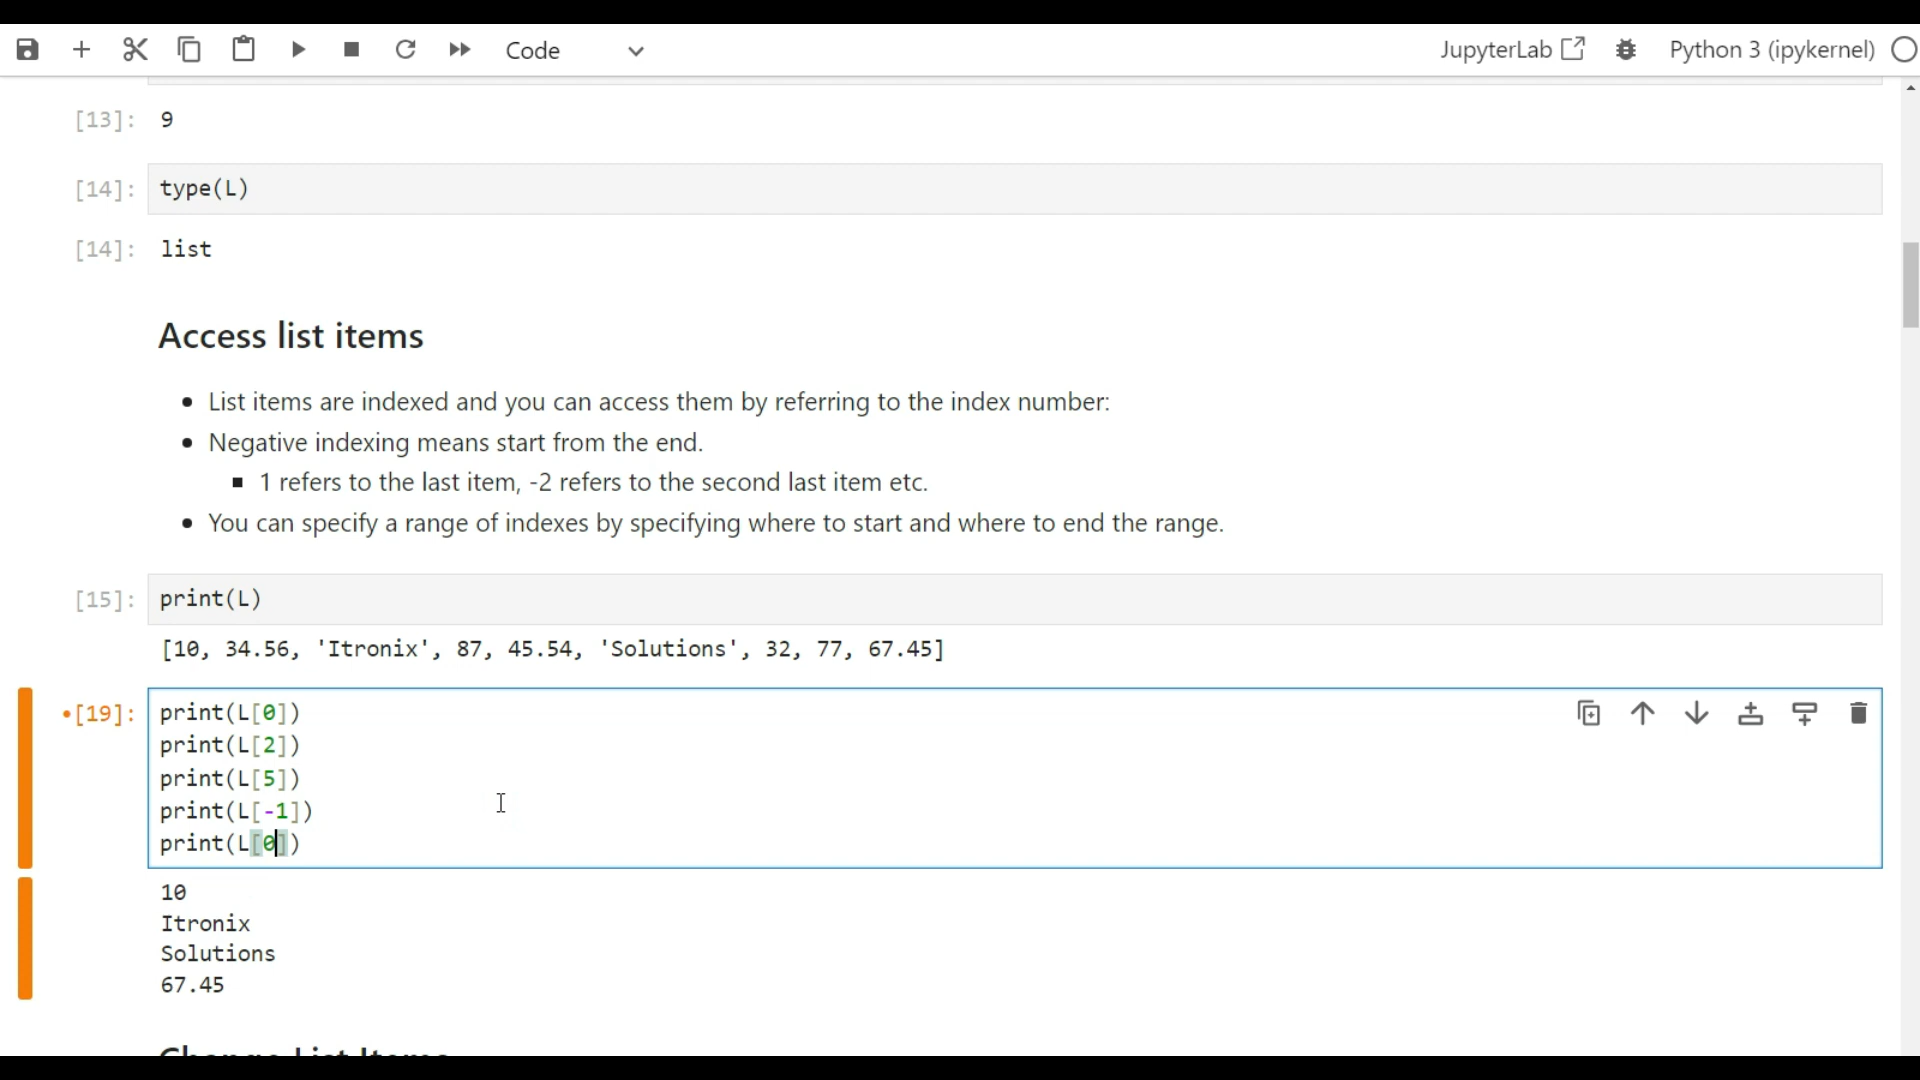 Code
JupyterLab
Python 3 (ipykernel)
[13]: 9
[14]: type(L)
[14]: list
Access list items
• List items are indexed and you can access them by referring to the index number:
• Negative indexing means start from the end.
▪ 1 refers to the last item, -2 refers to the second last item etc.
• You can specify a range of indexes by specifying where to start and where to end the range.
[15]: print(L)
[10, 34.56, 'Itronix', 87, 45.54, 'Solutions', 32, 77, 67.45]
•[19]: print(L[0])
print(L[2])
print(L[5])
print(L[-1])
print(L[0])
10
Itronix
Solutions
67.45
Change List Items